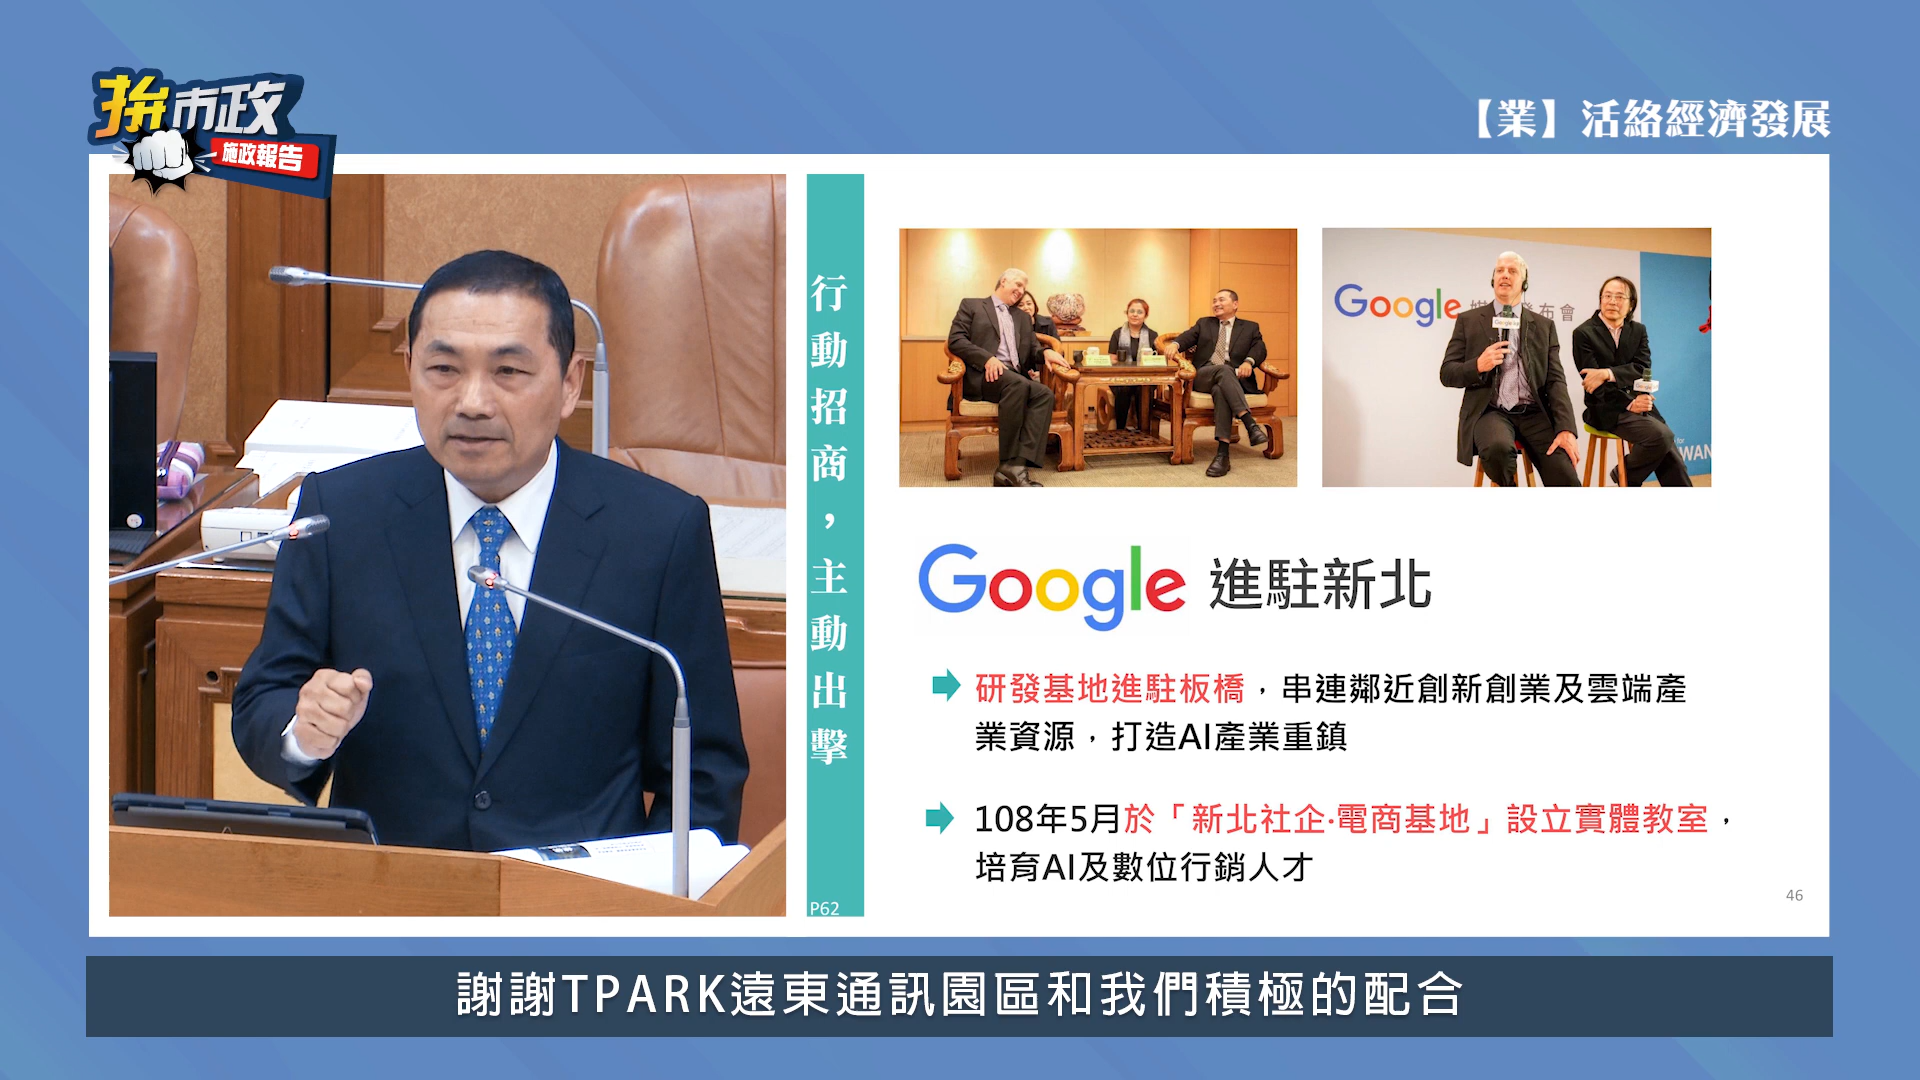 拚市政
施政報告
【業】活絡經濟發展
行動招商，主動出擊
P62
Google
發布會
Google 進駐新北
研發基地進駐板橋，串連鄰近創新創業及雲端產
業資源，打造AI產業重鎮
108年5月於「新北社企·電商基地」設立實體教室，
培育AI及數位行銷人才
46
謝謝TPARK遠東通訊園區和我們積極的配合